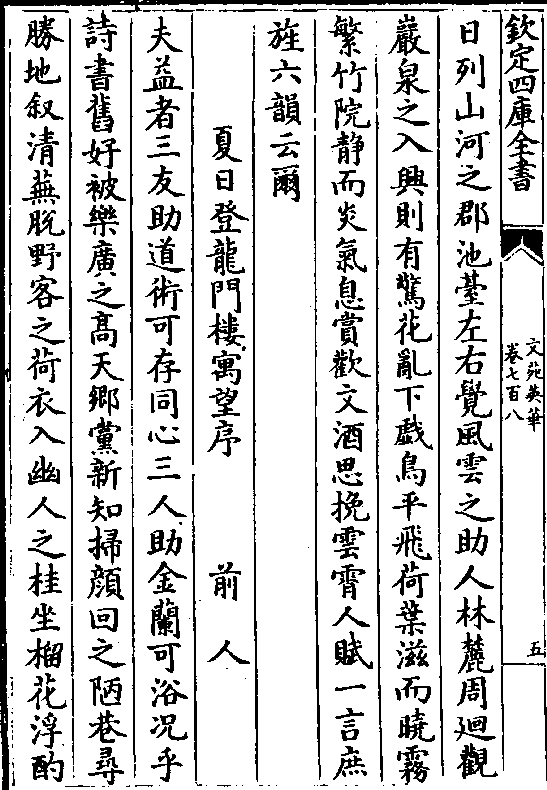 欽定四庫全書
文苑英華
卷七百八
五
日列山河之郡池臺左右覺風雲之助人林麓周廻觀
巖泉之入興則有驚花亂下戯鳥平飛荷葉滋而曉霧
繁竹院静而炎氣息賞歡文酒思挽雲霄人賦一言庶
旌六韻云爾
夏日登龍門樓寓望序 前人
夫益者三友助道術可存同心三人助金蘭可浴况乎
詩書舊好被樂廣之髙天鄉黨新知掃顔回之陋巷尋
勝地叙清蕪脫野客之荷衣入幽人之桂坐榴花浮酌